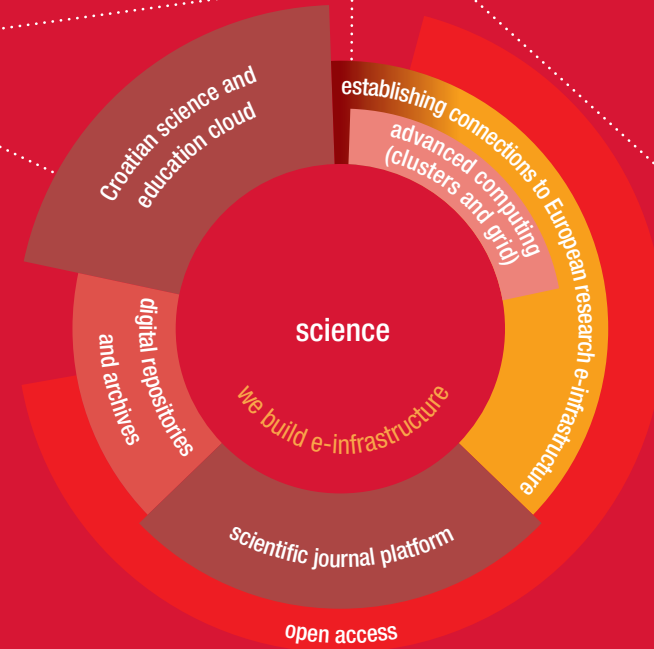 Croatian science and
education cloud
establishing connections to European research e-infrastructure
advanced computing
(clusters and grid)
digital repositories
and archives
science
we build e-infrastructure
scientific journal platform
open access